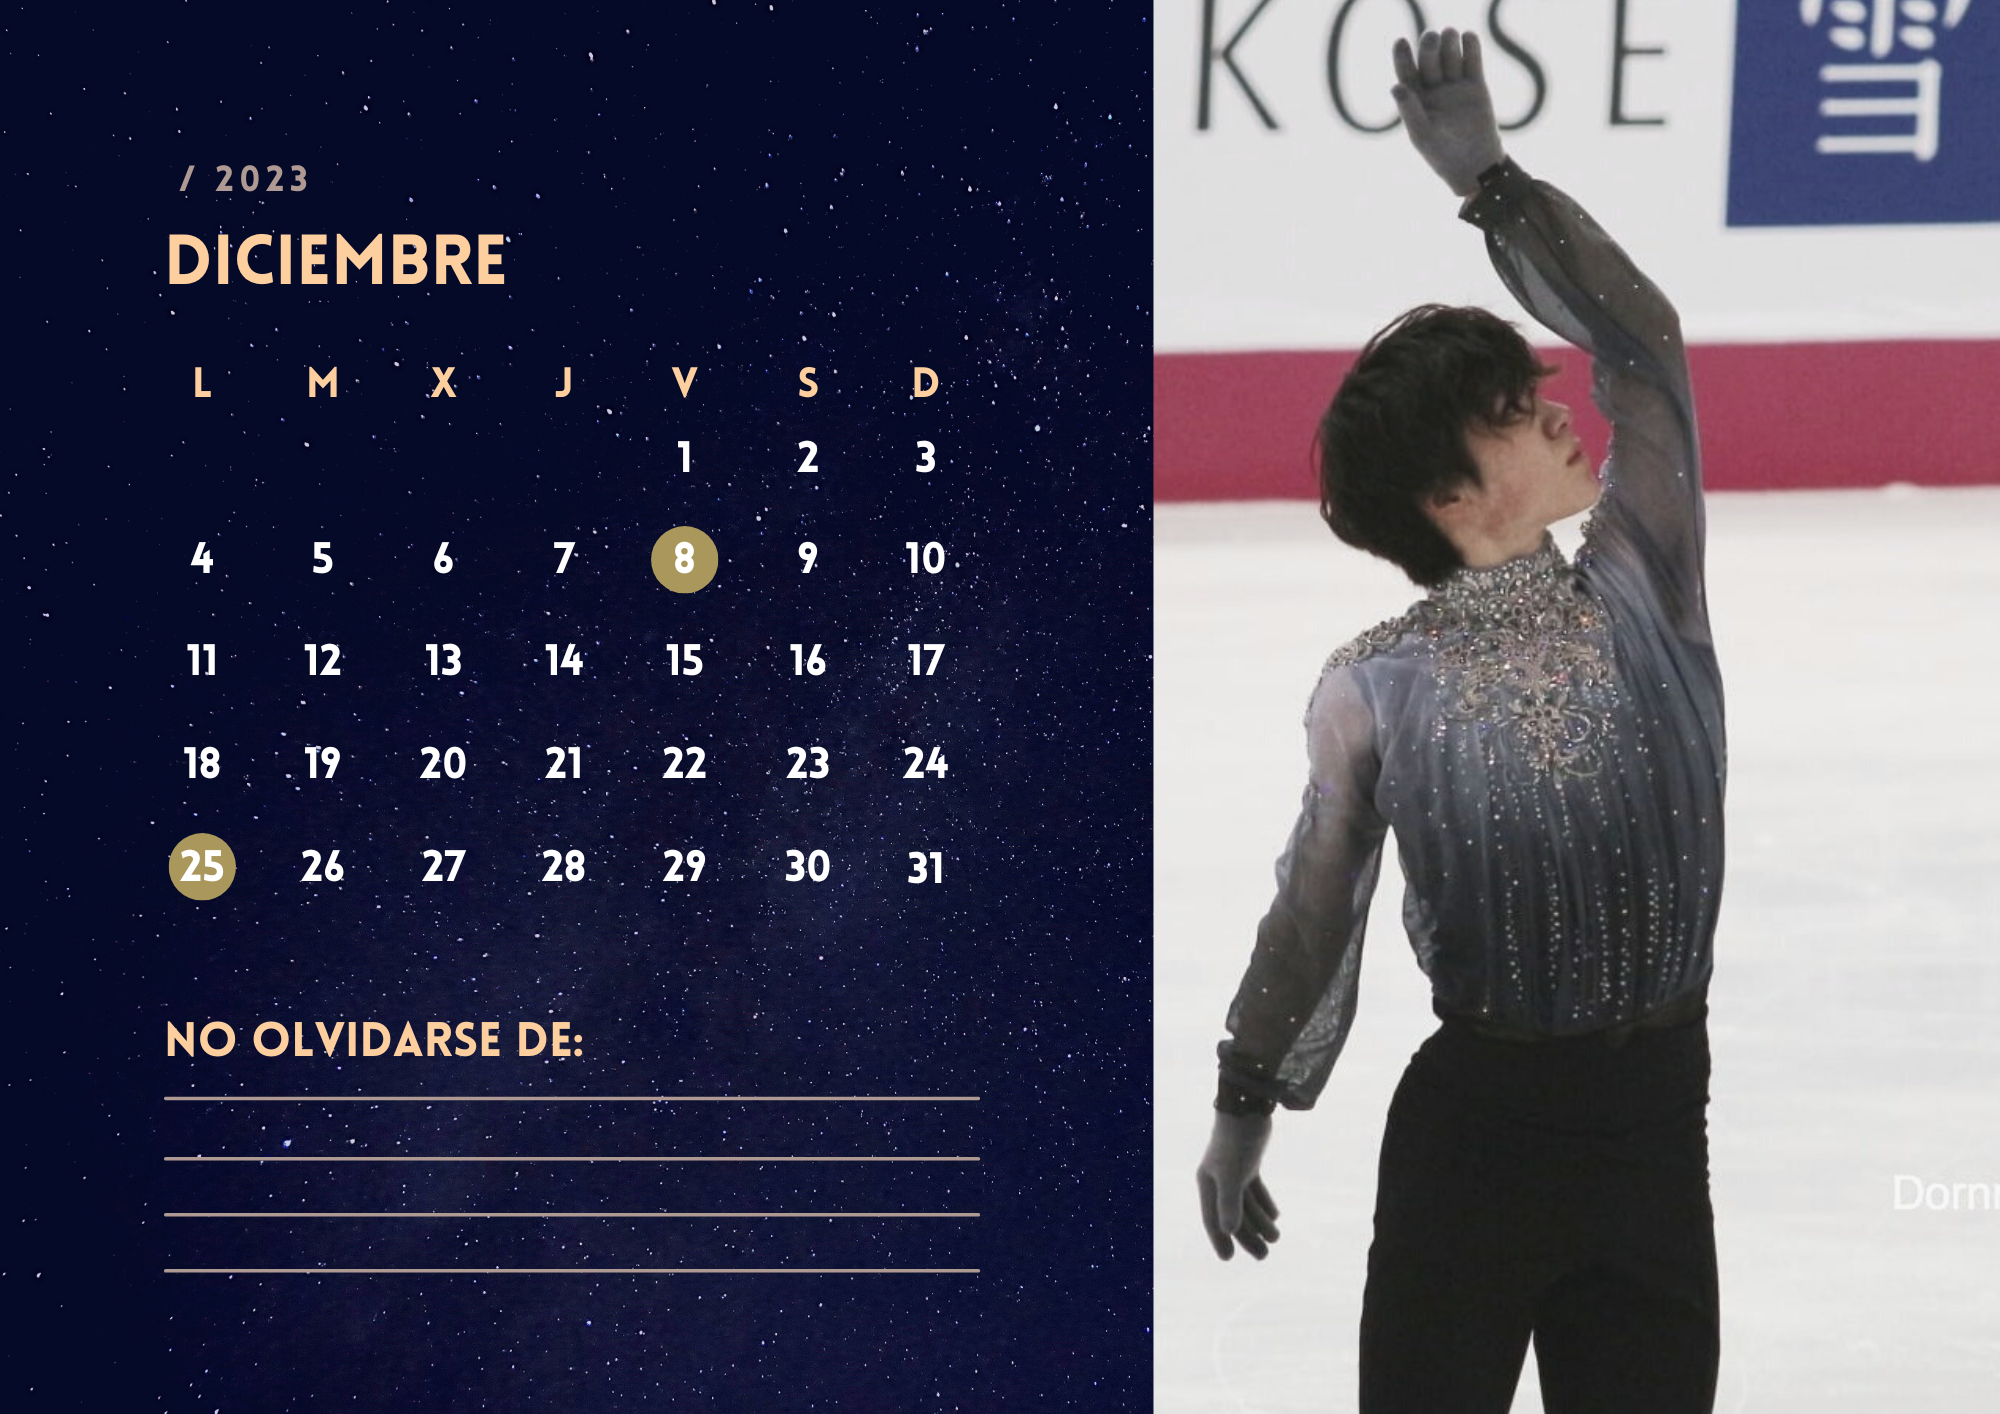 / 2023
DICIEMBRE
L M X J V S D
1 2 3
4 5 6 7 8 9 10
11 12 13 14 15 16 17
18 19 20 21 22 23 24
25 26 27 28 29 30 31
NO OLVIDARSE DE:
KOSE
雪